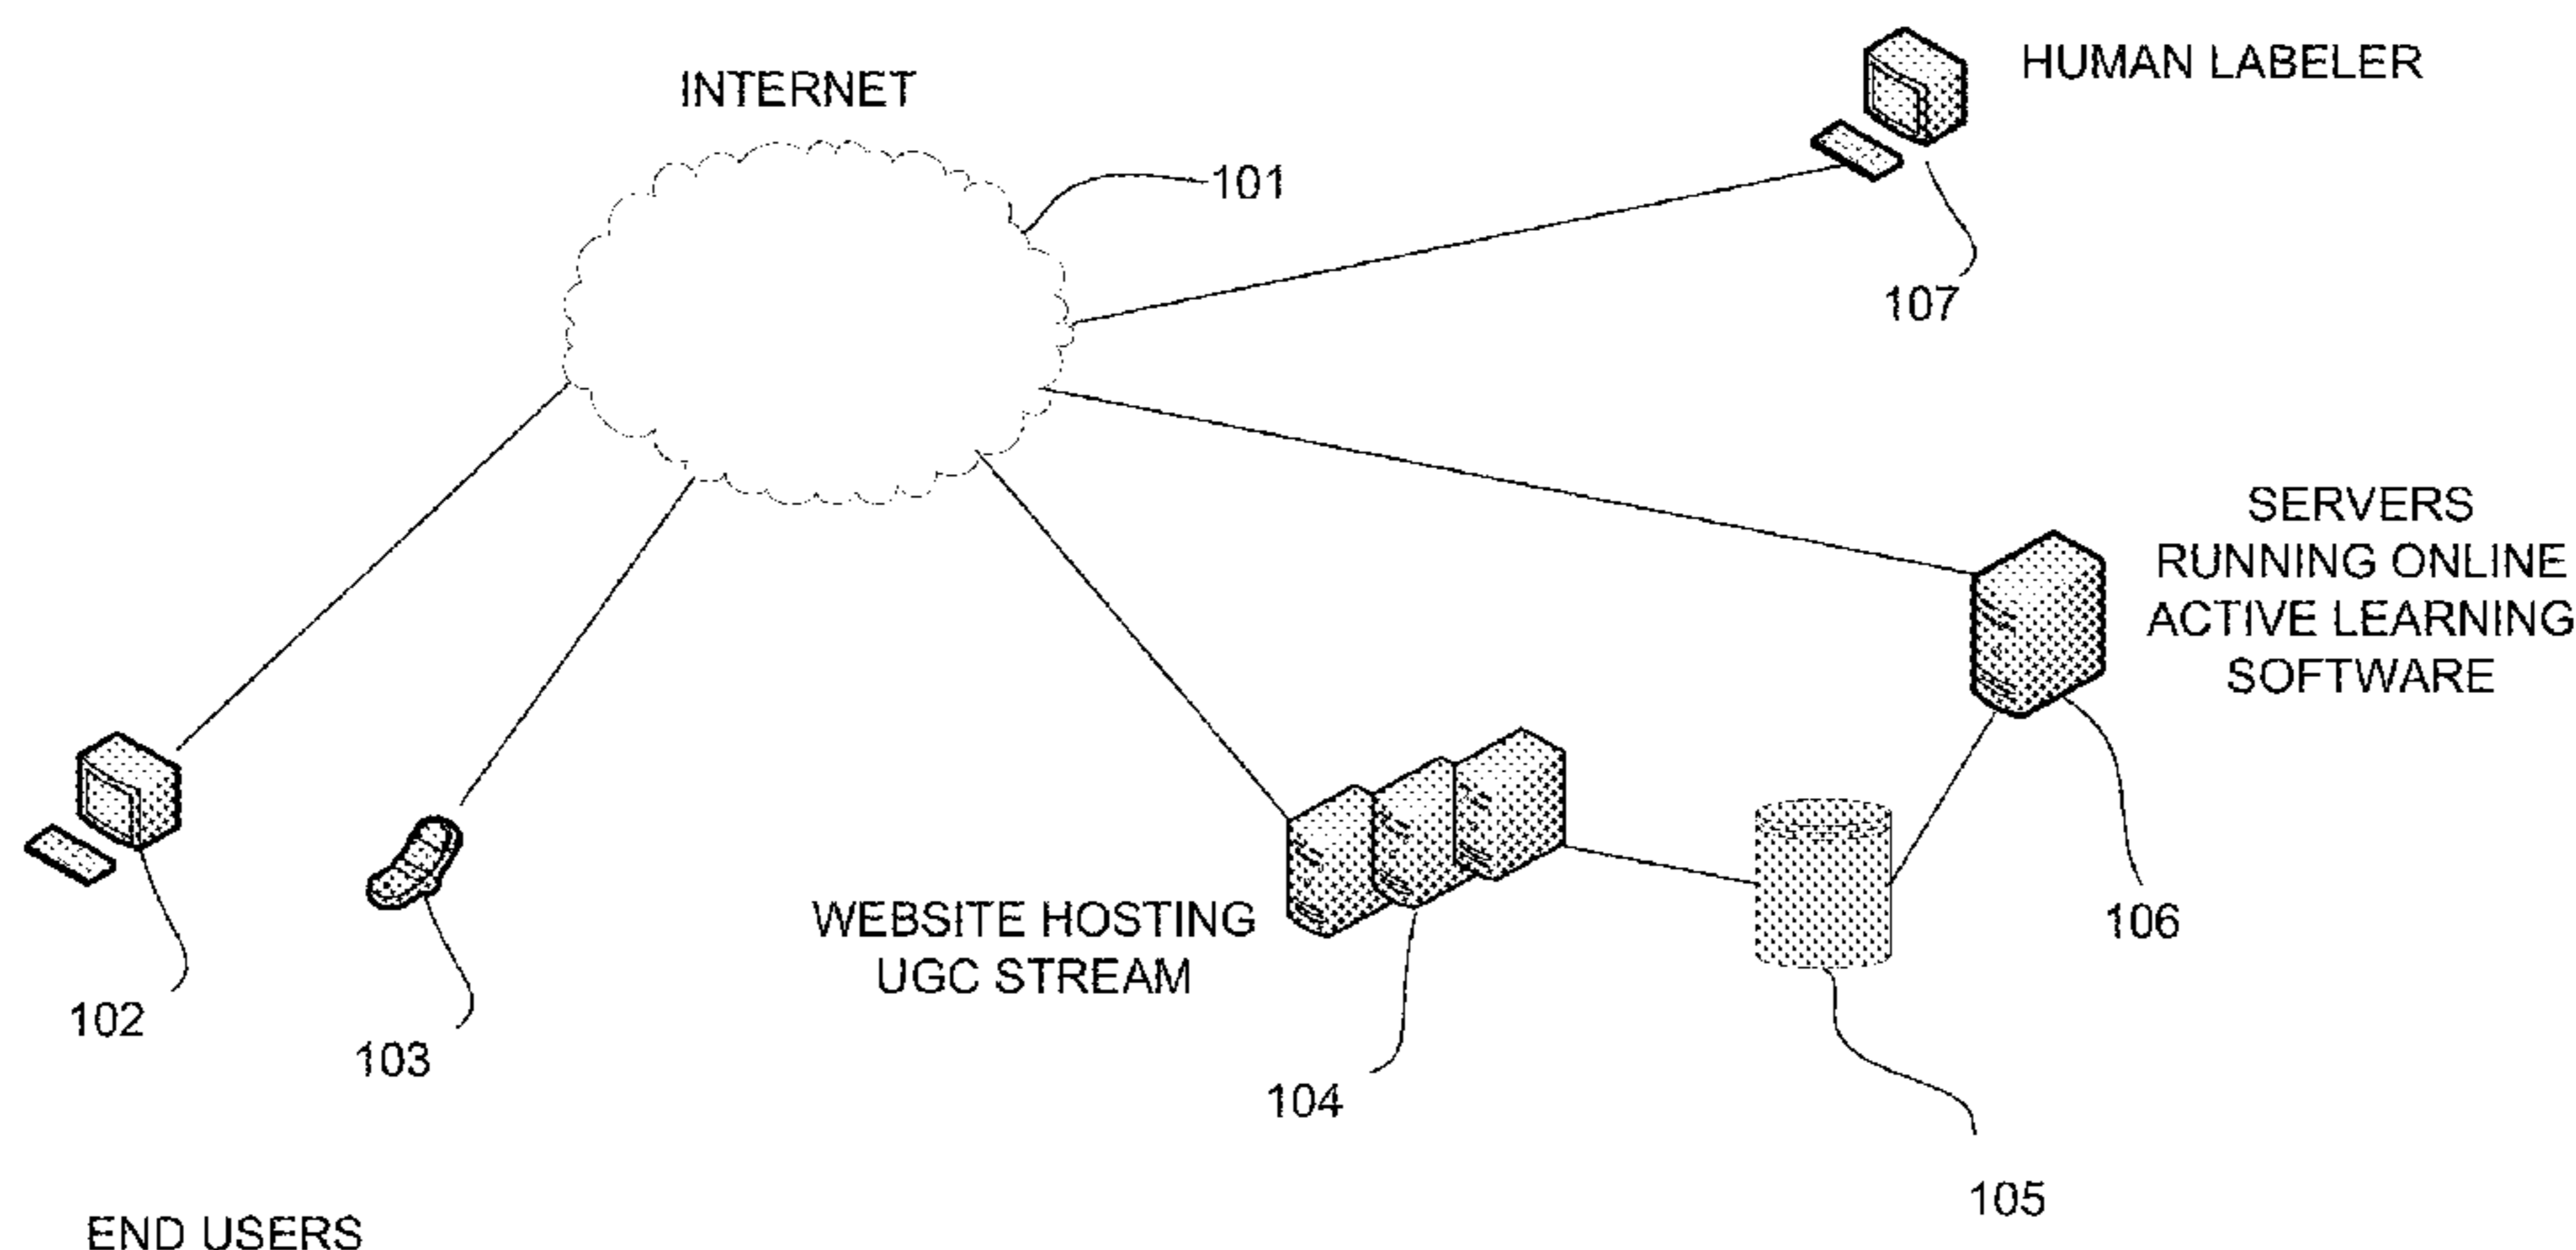 INTERNET
HUMAN LABELER
101
107
SERVERS
RUNNING ONLINE
ACTIVE LEARNING
SOFTWARE
WEBSITE HOSTING
UGC STREAM
106
102
103
104
105
END USERS